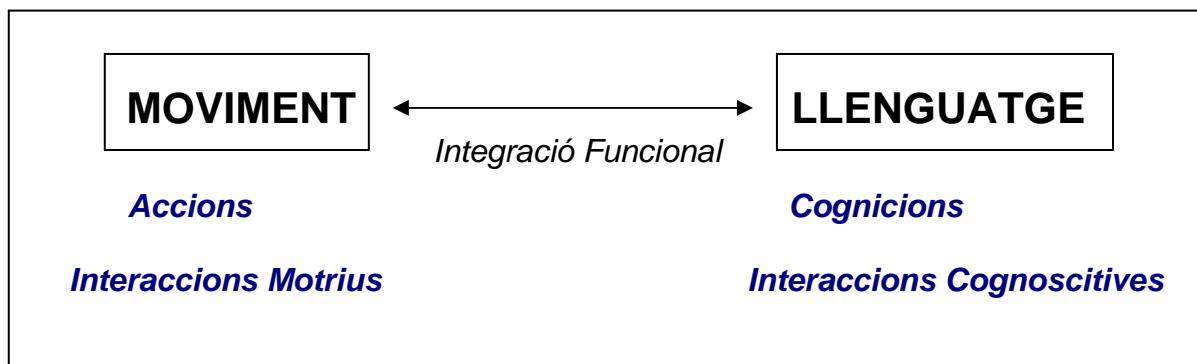 MOVIMENT
LLENGUATGE
Integració Funcional
Accions
Cognicions
Interaccions Motrius
Interaccions Cognoscitives